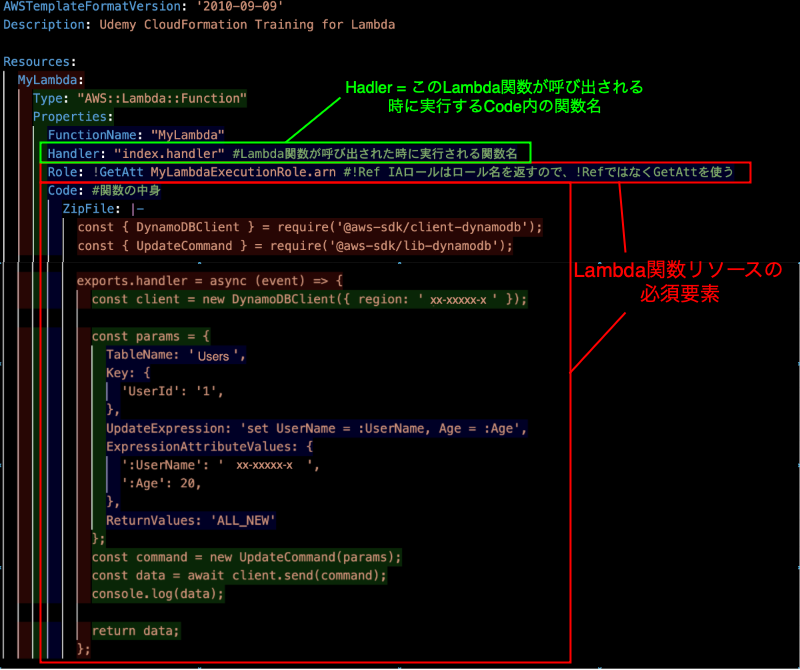 AWSTemplateFormatVersion: '2010-09-09'
Description: Udemy CloudFormation Training for Lambda
Resources:
MyLambda:
Type: "AWS::Lambda::Function"
Properties:
FunctionName: "MyLambda"
Handler: "index.handler" #Lambda関数が呼び出された時に実行される関数名
Role: !GetAtt MyLambdaExecutionRole.arn #!Ref IAロールはロール名を返すので、!RefではなくGetAttを使う
Code: #関数の中身
ZipFile: |-
const { DynamoDBClient } = require('@aws-sdk/client-dynamodb');
const { UpdateCommand } = require('@aws-sdk/lib-dynamodb');
exports.handler = async (event) => {
const client = new DynamoDBClient({ region: ' xx-xxxxx-x ' });
const params = {
TableName: ' Users ',
Key: {
'UserId': '1',
},
UpdateExpression: 'set UserName = :UserName, Age = :Age',
ExpressionAttributeValues: {
':UserName': ' xx-xxxxx-x ',
':Age': 20,
},
ReturnValues: 'ALL_NEW'
};
const command = new UpdateCommand(params);
const data = await client.send(command);
console.log(data);
return data;
};
Hadler = このLambda関数が呼び出される
時に実行するCode内の関数名
Lambda関数リソースの
必須要素